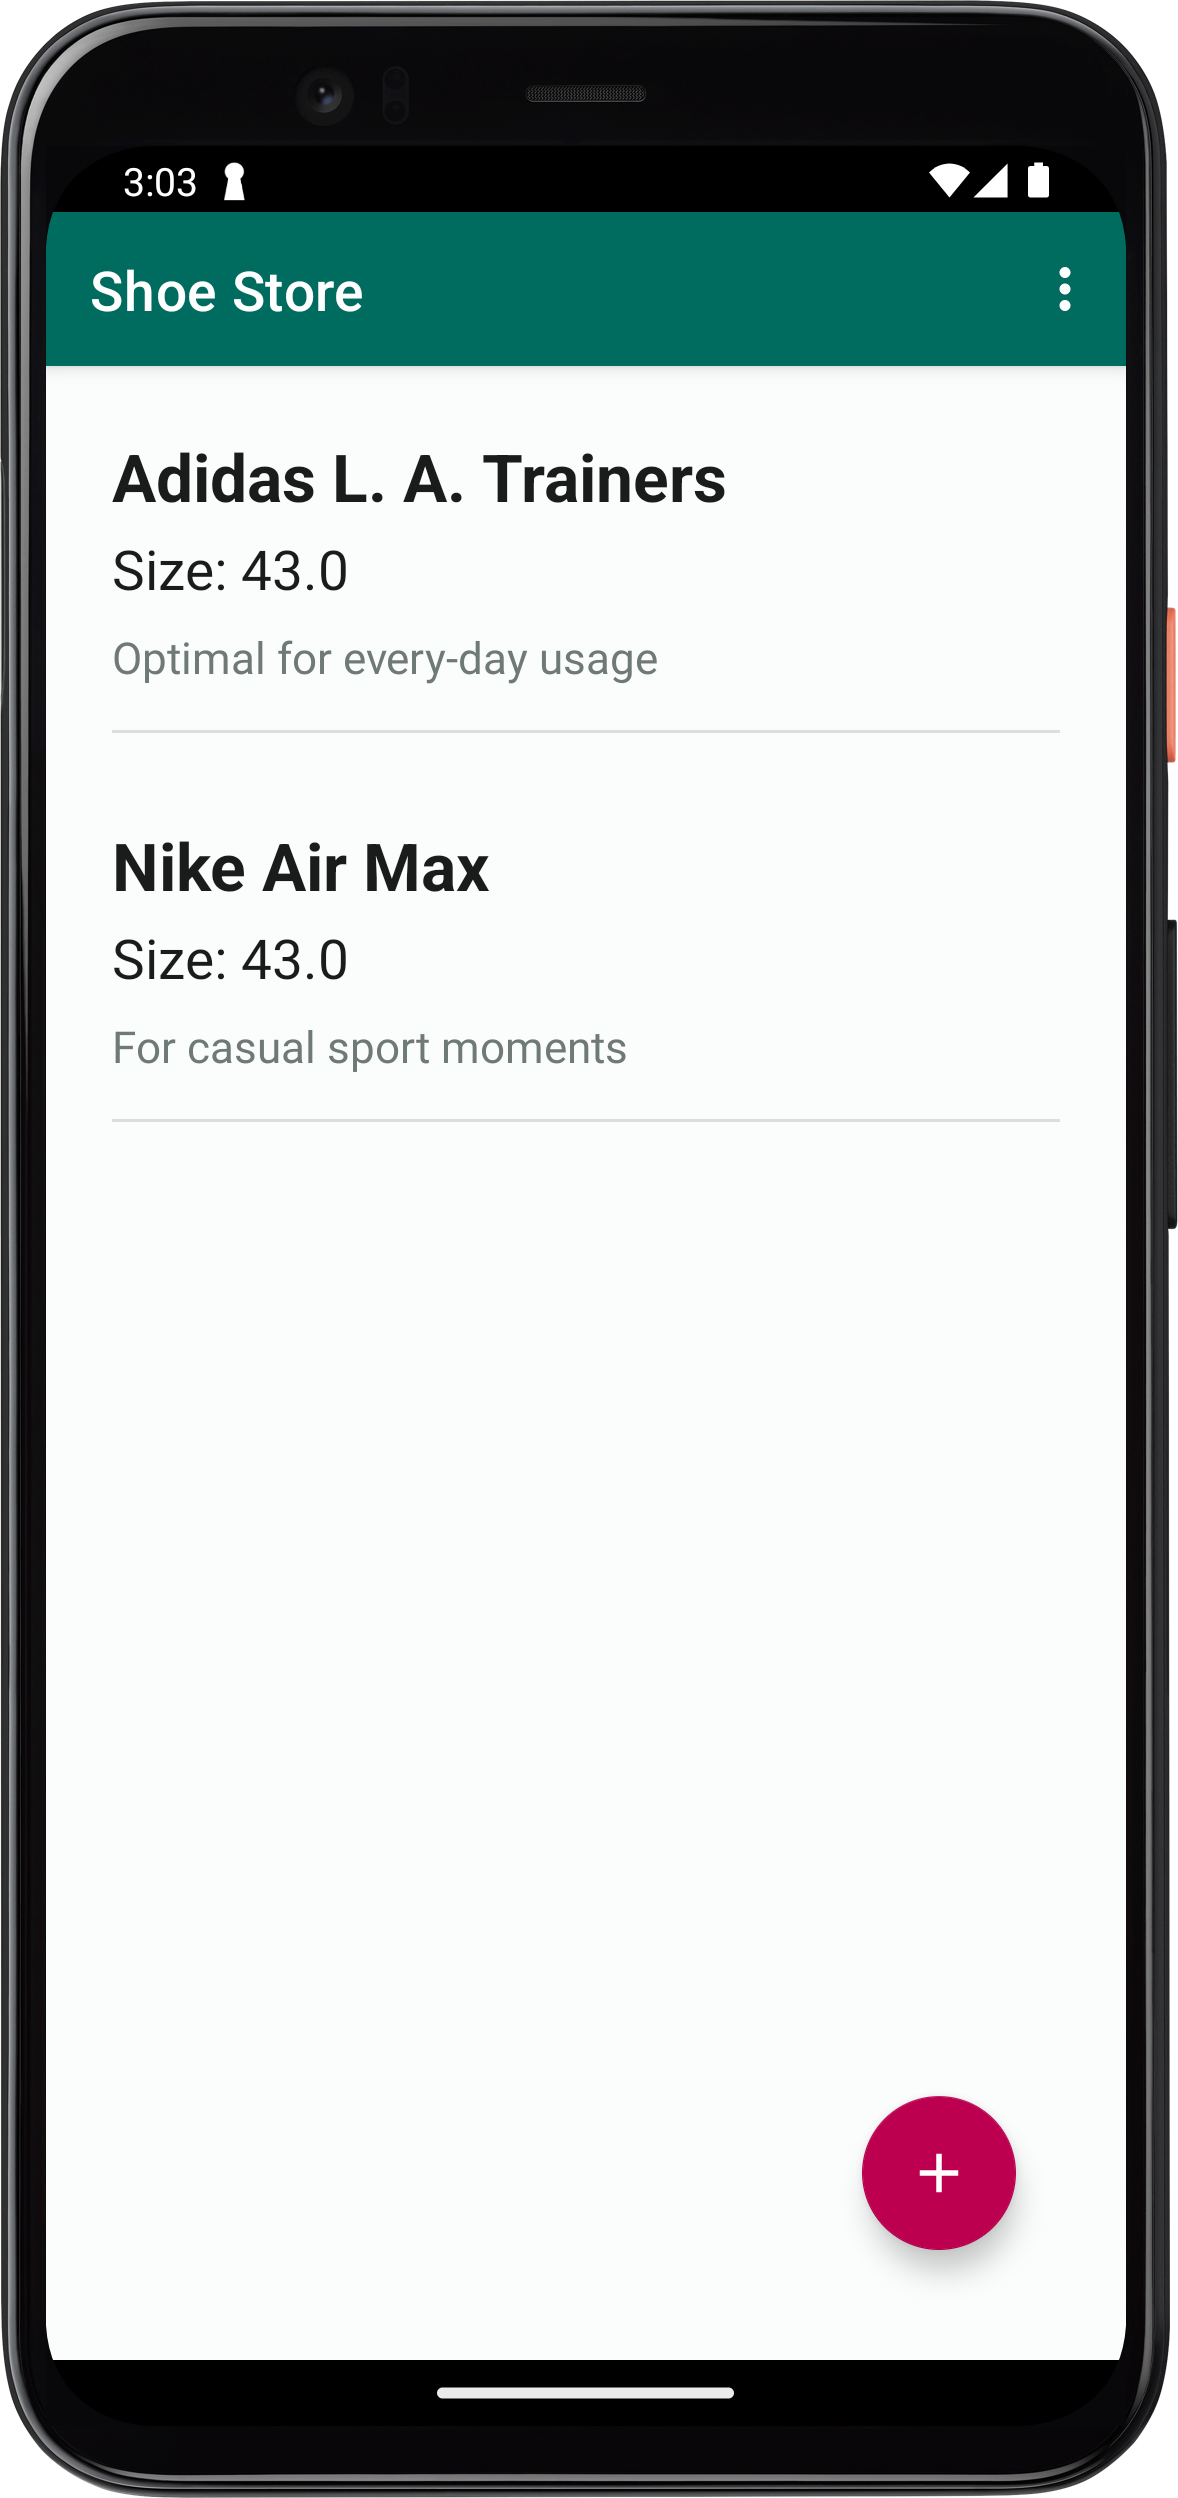 3:03
Shoe Store
Adidas L. A. Trainers
Size: 43.0
Optimal for every-day usage
Nike Air Max
Size: 43.0
For casual sport moments
+